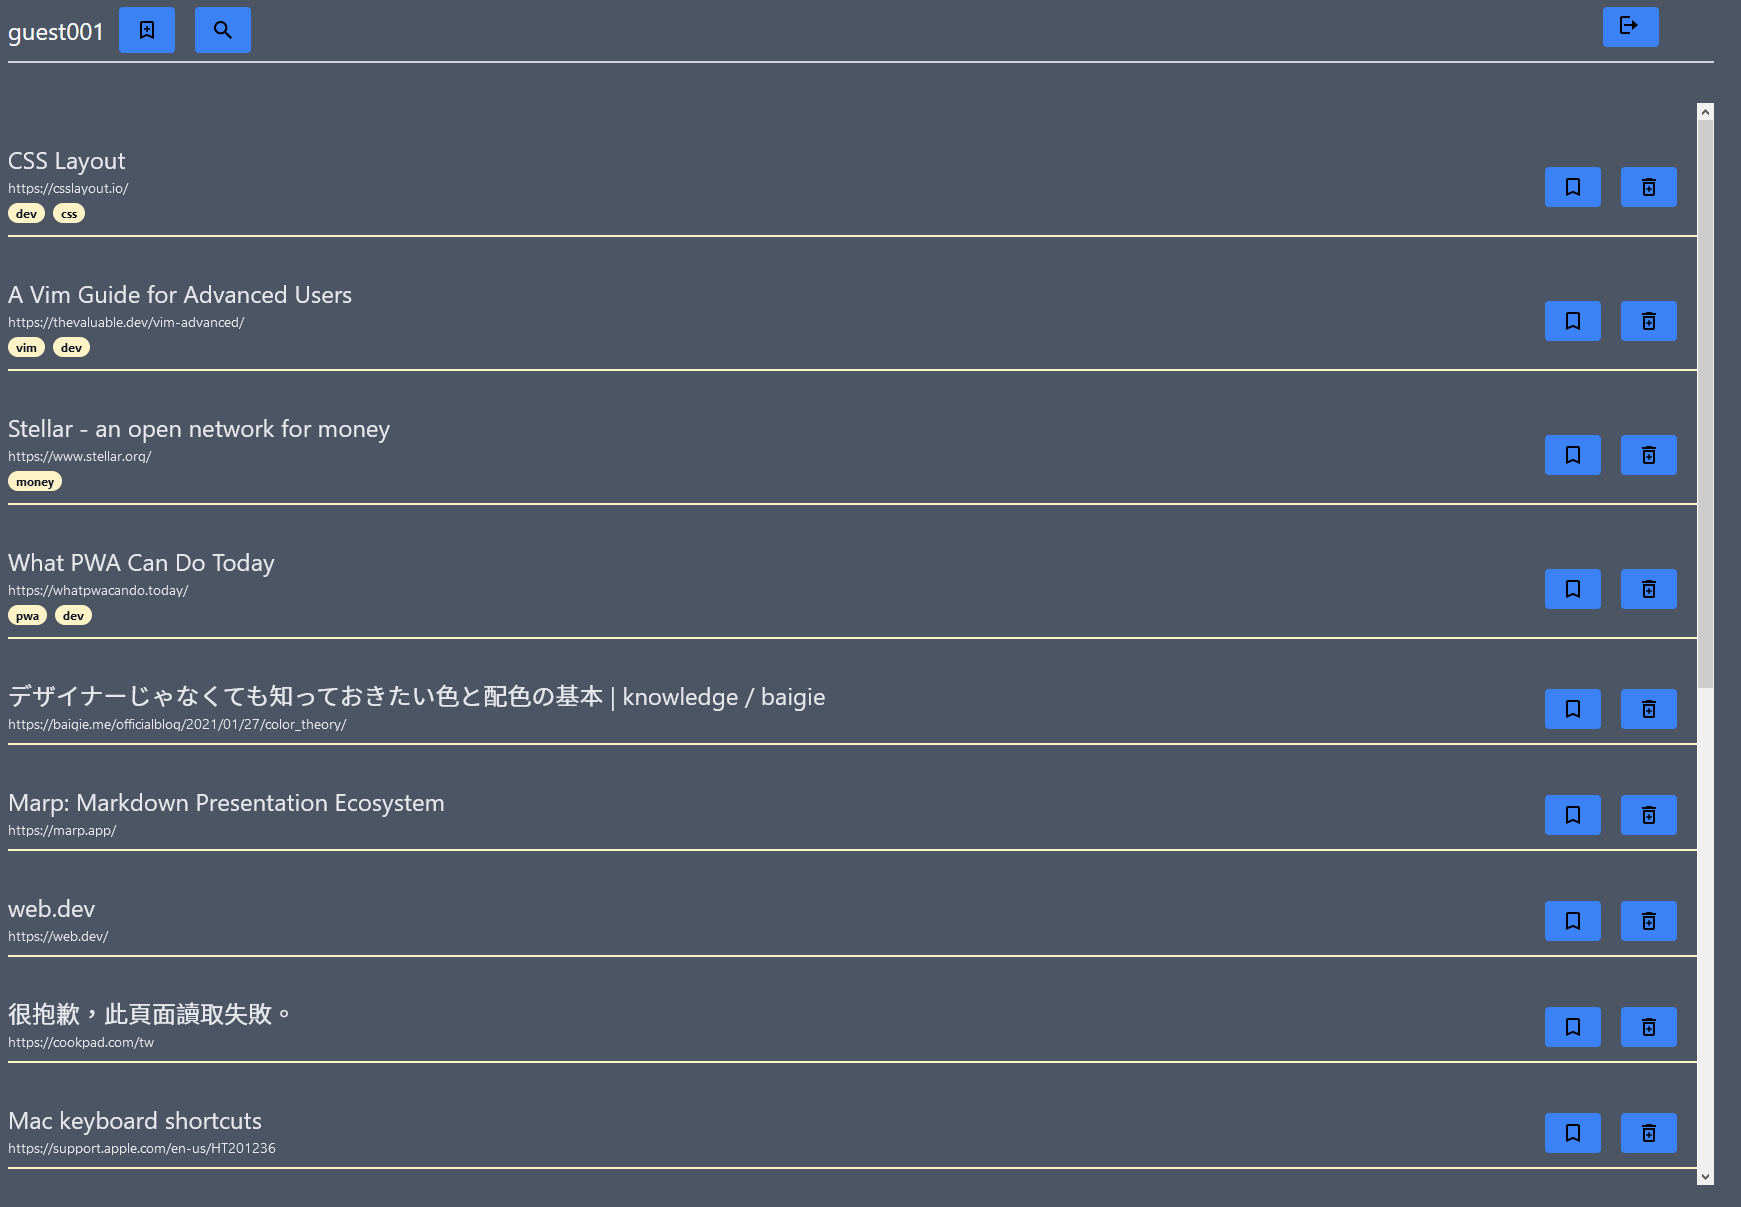 guest001
CSS Layout
https://csslayout.io/
dev css
A Vim Guide for Advanced Users
https://thevaluable.dev/vim-advanced/
vim dev
Stellar - an open network for money
https://www.stellar.org/
money
What PWA Can Do Today
https://whatpwacando.today/
pwa dev
デザイナーじゃなくても知っておきたい色と配色の基本 | knowledge / baigie
https://baigie.me/officialblog/2021/01/27/color_theory/
Marp: Markdown Presentation Ecosystem
https://marp.app/
web.dev
https://web.dev/
很抱歉，此頁面讀取失敗。
https://cookpad.com/tw
Mac keyboard shortcuts
https://support.apple.com/en-us/HT201236